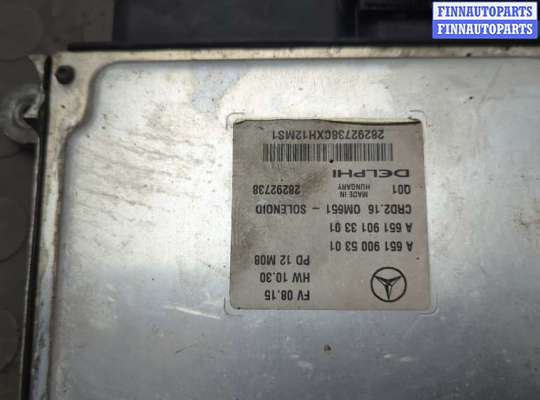 FINNAUTOPARTS
FINNAUTOPARTS
FV 08.15
HW 10.30
PD 12 M08
A 651 900 53 01
A 651 901 33 01
CRD2.16 OM651 - SOLENOID
Q01 MADE IN HUNGARY 28292738
DELPHI
28292738CXH12MS1